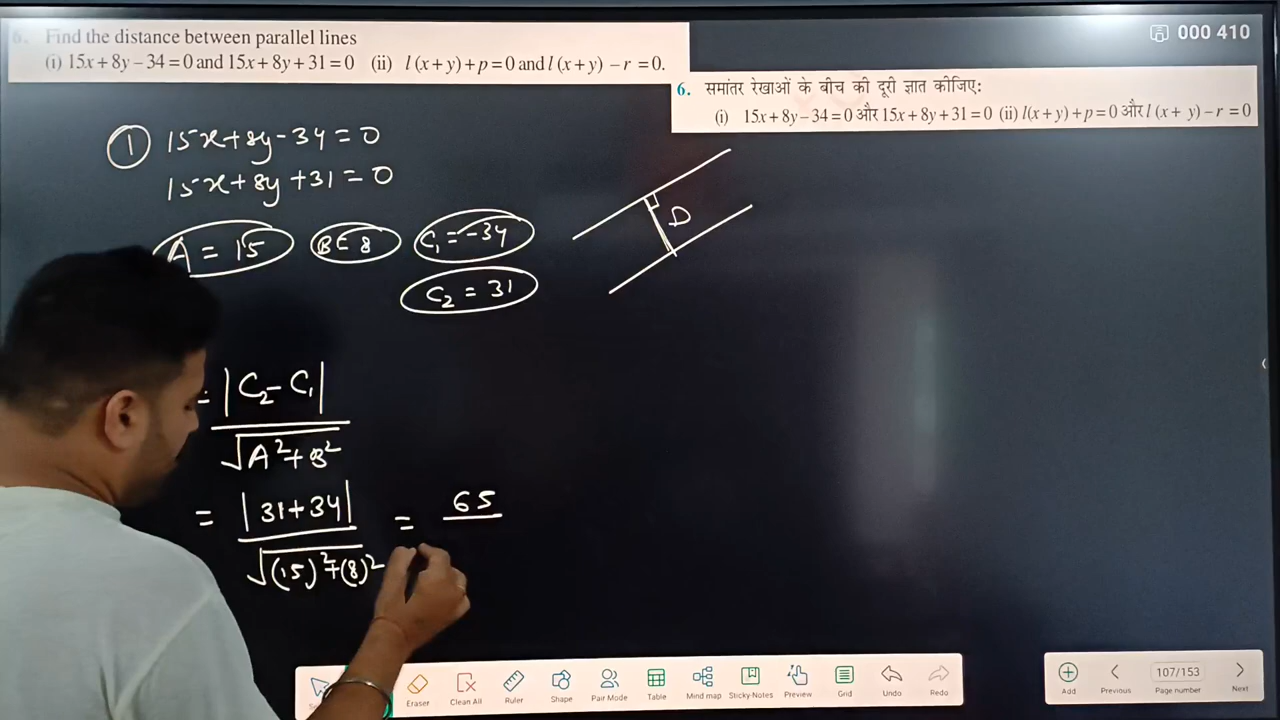 6. Find the distance between parallel lines
(i) 15x+8y−34=0 and 15x+8y+31=0 (ii) l(x+y)+p=0 and l(x+y)−r=0.
000 410
6. समांतर रेखाओं के बीच की दूरी ज्ञात कीजिए:
(i) 15x+8y−34=0 और 15x+8y+31=0 (ii) l(x+y)+p=0 और l(x+y)−r=0
① 15x+8y-34=0
15x+8y+31=0
D
A = 15 B = 8 C₁ = -34
C₂ = 31
= |C₂ - C₁|
√A²+B²
= |31+34| = 65
√(15)²+(8)²
Eraser Clear All Ruler Shape Pair Mode Table Mind map Sticky-Notes Preview Grid Undo Redo
Add Previous 107/153 Page number Next